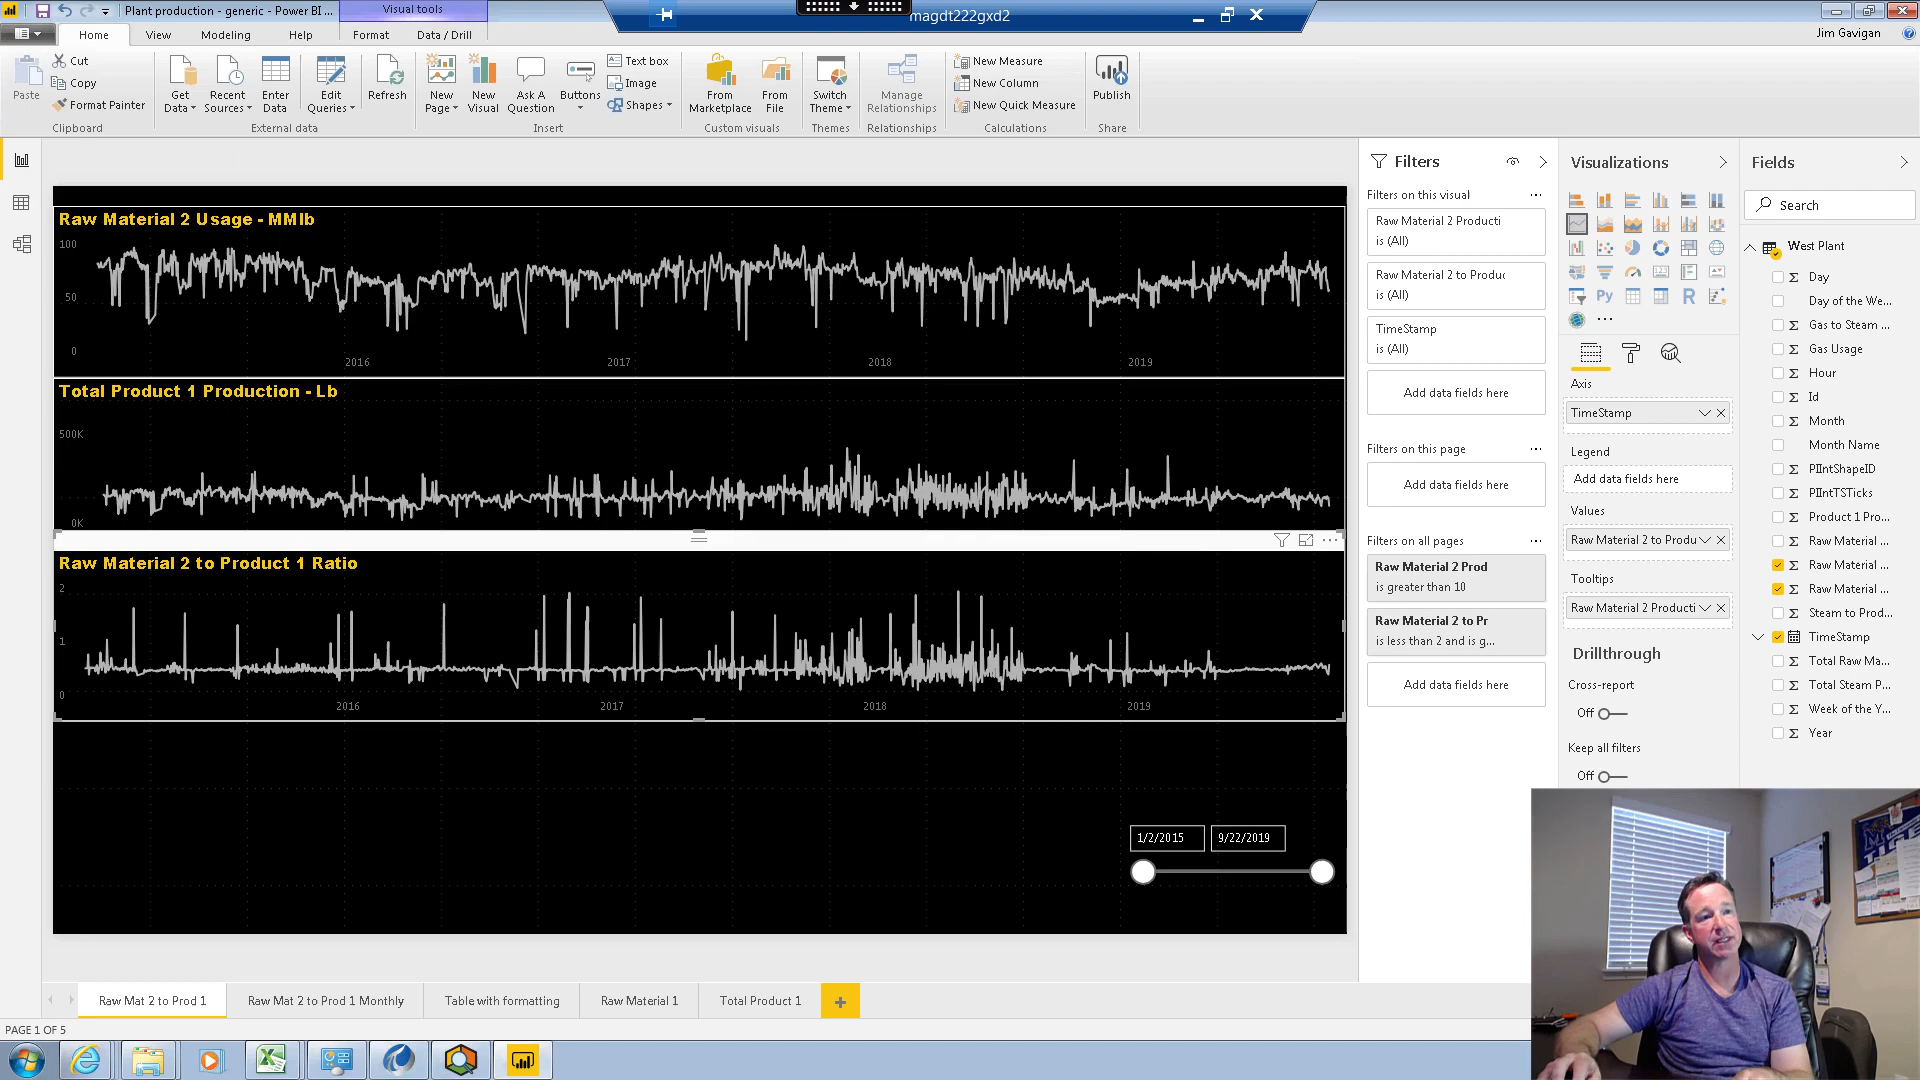 Plant production - generic - Power BI ...
Visual tools
magdt222gxd2
Home
View
Modeling
Help
Format
Data / Drill
Jim Gavigan
Paste
Cut
Copy
Format Painter
Clipboard
Get Data
Recent Sources
Enter Data
Edit Queries
External data
Refresh
New Page
New Visual
Ask A Question
Buttons
Text box
Image
Shapes
Insert
From Marketplace
From File
Custom visuals
Switch Theme
Themes
Manage Relationships
Relationships
New Measure
New Column
New Quick Measure
Calculations
Publish
Share
Raw Material 2 Usage - MMlb
100
50
0
2016
2017
2018
2019
Total Product 1 Production - Lb
500K
0K
Raw Material 2 to Product 1 Ratio
2
1
0
2016
2017
2018
2019
1/2/2015
9/22/2019
Filters
Filters on this visual
Raw Material 2 Producti
is (All)
Raw Material 2 to Produc
is (All)
TimeStamp
is (All)
Add data fields here
Filters on this page
Add data fields here
Filters on all pages
Raw Material 2 Prod
is greater than 10
Raw Material 2 to Pr
is less than 2 and is g...
Add data fields here
Visualizations
Py
R
Axis
TimeStamp
Legend
Add data fields here
Values
Raw Material 2 to Produ
Tooltips
Raw Material 2 Producti
Drillthrough
Cross-report
Off
Keep all filters
Off
Fields
Search
West Plant
Day
Day of the We...
Gas to Steam ...
Gas Usage
Hour
Id
Month
Month Name
PIIntShapeID
PIIntTSTicks
Product 1 Pro...
Raw Material ...
Raw Material ...
Raw Material ...
Steam to Prod...
TimeStamp
Total Raw Ma...
Total Steam P...
Week of the Y...
Year
Raw Mat 2 to Prod 1
Raw Mat 2 to Prod 1 Monthly
Table with formatting
Raw Material 1
Total Product 1
PAGE 1 OF 5